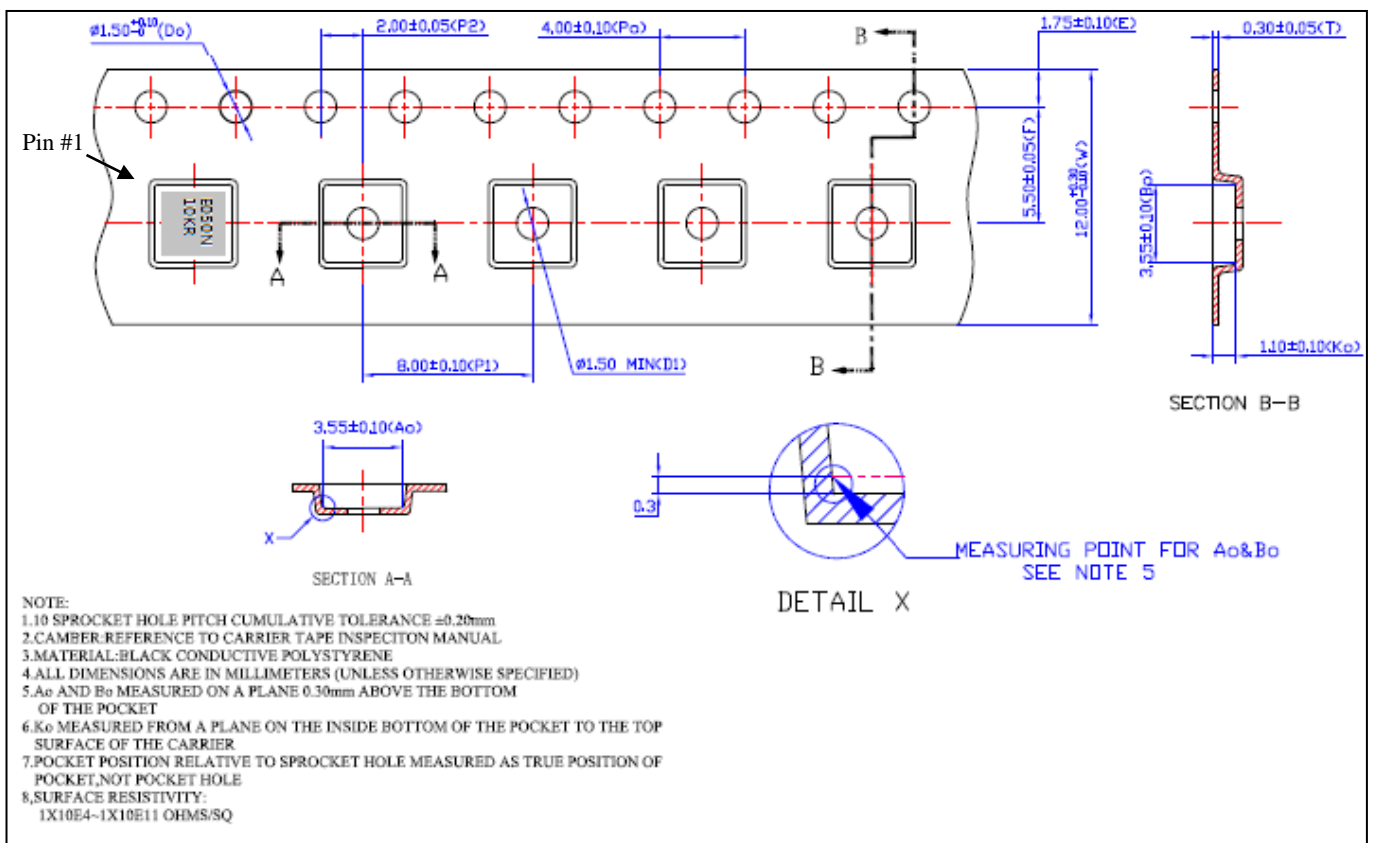 Ø1.50+0.10-0(Do)
2.00±0.05(P2)
4.00±0.10(Po)
B
1.75±0.10(E)
0.30±0.05(T)
Pin #1
5.50±0.05(F)
12.00+0.30-0.10(W)
3.55±0.10(Bo)
EDSON
10KR
A
A
8.00±0.10(P1)
Ø1.50 MIN(D1)
B
1.10±0.10(Ko)
SECTION B-B
3.55±0.10(Ao)
0.3
X
MEASURING POINT FOR Ao&Bo
SEE NOTE 5
SECTION A-A
DETAIL X
NOTE:
1.10 SPROCKET HOLE PITCH CUMULATIVE TOLERANCE ±0.20mm
2.CAMBER:REFERENCE TO CARRIER TAPE INSPECITON MANUAL
3.MATERIAL:BLACK CONDUCTIVE POLYSTYRENE
4.ALL DIMENSIONS ARE IN MILLIMETERS (UNLESS OTHERWISE SPECIFIED)
5.Ao AND Bo MEASURED ON A PLANE 0.30mm ABOVE THE BOTTOM
OF THE POCKET
6.Ko MEASURED FROM A PLANE ON THE INSIDE BOTTOM OF THE POCKET TO THE TOP
SURFACE OF THE CARRIER
7.POCKET POSITION RELATIVE TO SPROCKET HOLE MEASURED AS TRUE POSITION OF
POCKET,NOT POCKET HOLE
8,SURFACE RESISTIVITY:
1X10E4~1X10E11 OHMS/SQ